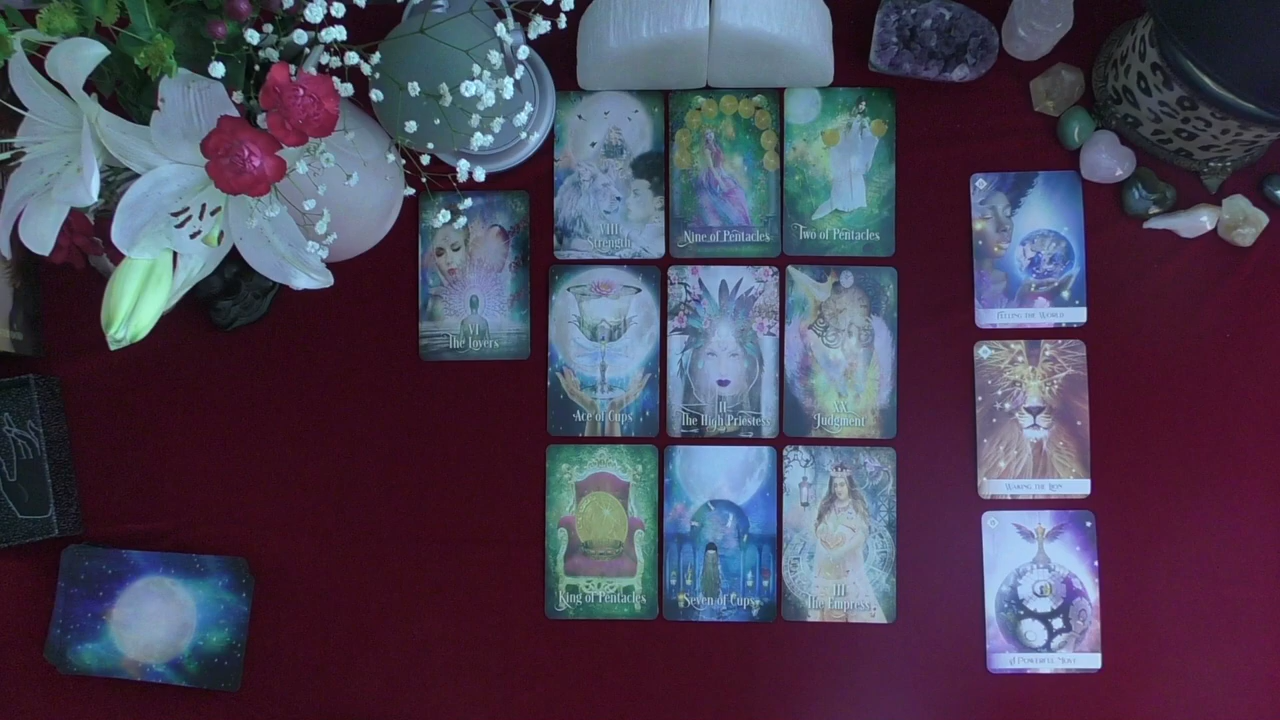 VI
The Lovers
VIII
Strength
Nine of Pentacles
Two of Pentacles
Ace of Cups
II
The High Priestess
XX
Judgment
King of Pentacles
Seven of Cups
III
The Empress
Feeling the World
Waking the Lion
A Powerful Move